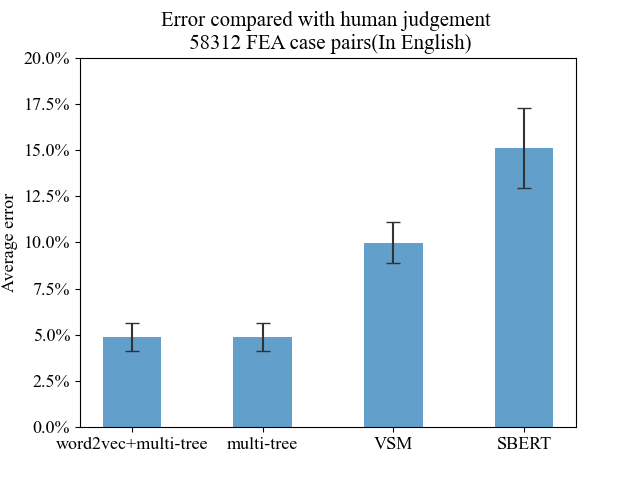 Error compared with human judgement
58312 FEA case pairs(In English)
20.0%
17.5%
15.0%
12.5%
10.0%
7.5%
5.0%
2.5%
0.0%
Average error
word2vec+multi-tree multi-tree VSM SBERT